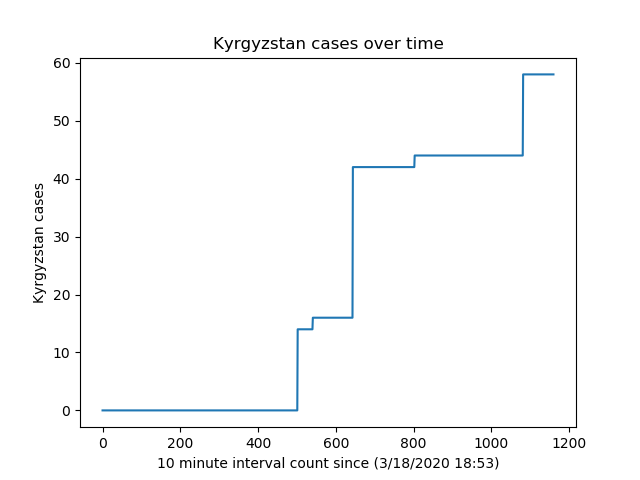 Kyrgyzstan cases over time
60
50
40
30
20
10
0
Kyrgyzstan cases
0 200 400 600 800 1000 1200
10 minute interval count since (3/18/2020 18:53)